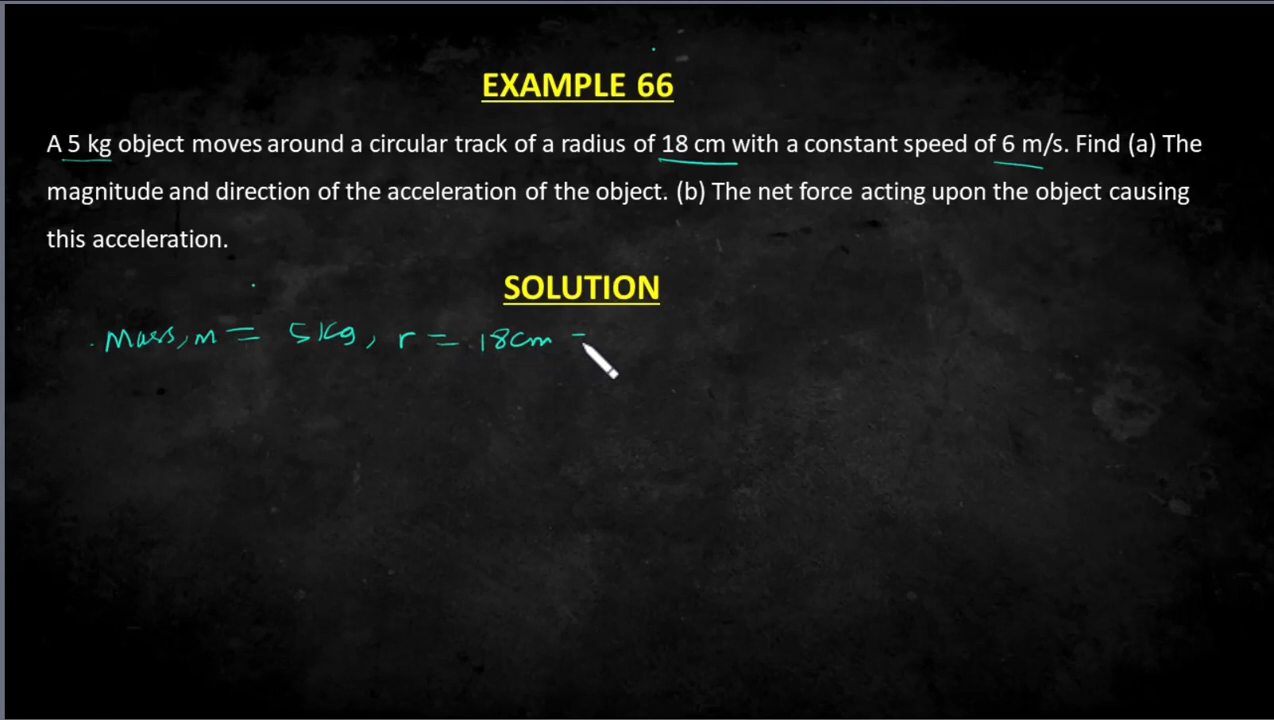 EXAMPLE 66
A 5 kg object moves around a circular track of a radius of 18 cm with a constant speed of 6 m/s. Find (a) The
magnitude and direction of the acceleration of the object. (b) The net force acting upon the object causing
this acceleration.
SOLUTION
Mass, m = 5kg, r = 18cm =